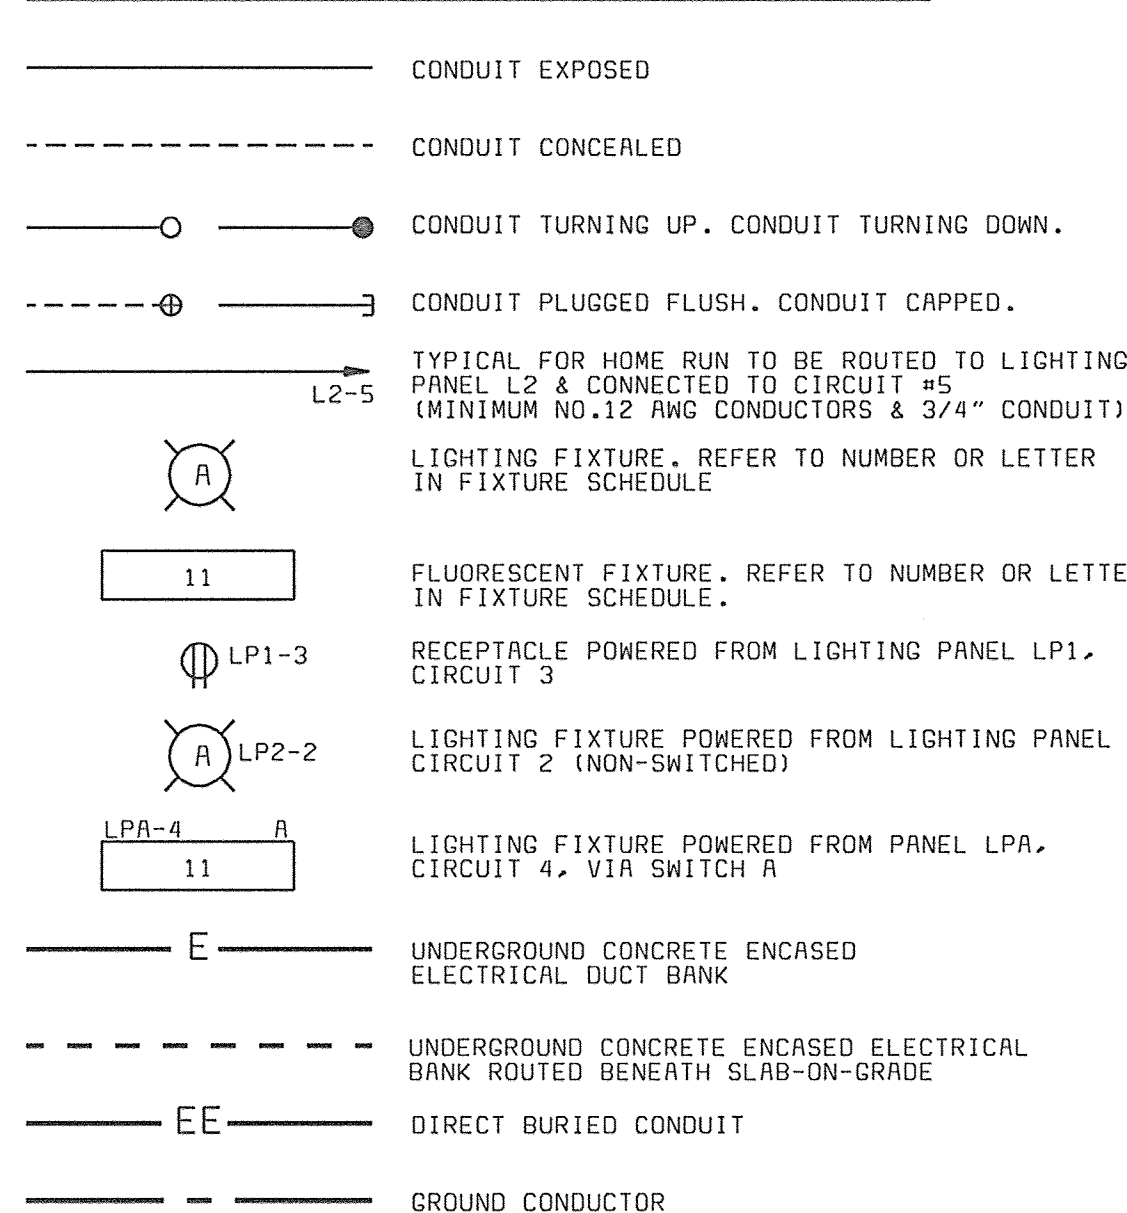 CONDUIT EXPOSED
CONDUIT CONCEALED
CONDUIT TURNING UP. CONDUIT TURNING DOWN.
CONDUIT PLUGGED FLUSH. CONDUIT CAPPED.
L2-5
TYPICAL FOR HOME RUN TO BE ROUTED TO LIGHTING
PANEL L2 & CONNECTED TO CIRCUIT #5
(MINIMUM NO.12 AWG CONDUCTORS & 3/4" CONDUIT)
A
LIGHTING FIXTURE. REFER TO NUMBER OR LETTER
IN FIXTURE SCHEDULE
11
FLUORESCENT FIXTURE. REFER TO NUMBER OR LETTE
IN FIXTURE SCHEDULE.
LP1-3
RECEPTACLE POWERED FROM LIGHTING PANEL LP1,
CIRCUIT 3
A LP2-2
LIGHTING FIXTURE POWERED FROM LIGHTING PANEL
CIRCUIT 2 (NON-SWITCHED)
LPA-4 A
11
LIGHTING FIXTURE POWERED FROM PANEL LPA,
CIRCUIT 4, VIA SWITCH A
E
UNDERGROUND CONCRETE ENCASED
ELECTRICAL DUCT BANK
UNDERGROUND CONCRETE ENCASED ELECTRICAL
BANK ROUTED BENEATH SLAB-ON-GRADE
EE
DIRECT BURIED CONDUIT
GROUND CONDUCTOR